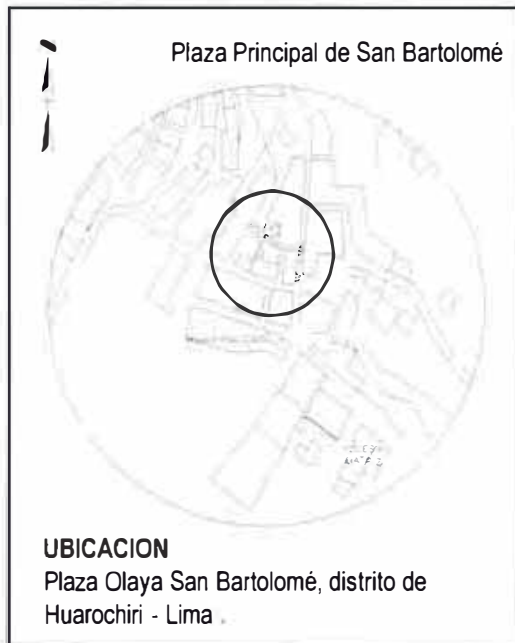 Plaza Principal de San Bartolomé
UBICACION
Plaza Olaya San Bartolomé, distrito de
Huarochiri - Lima